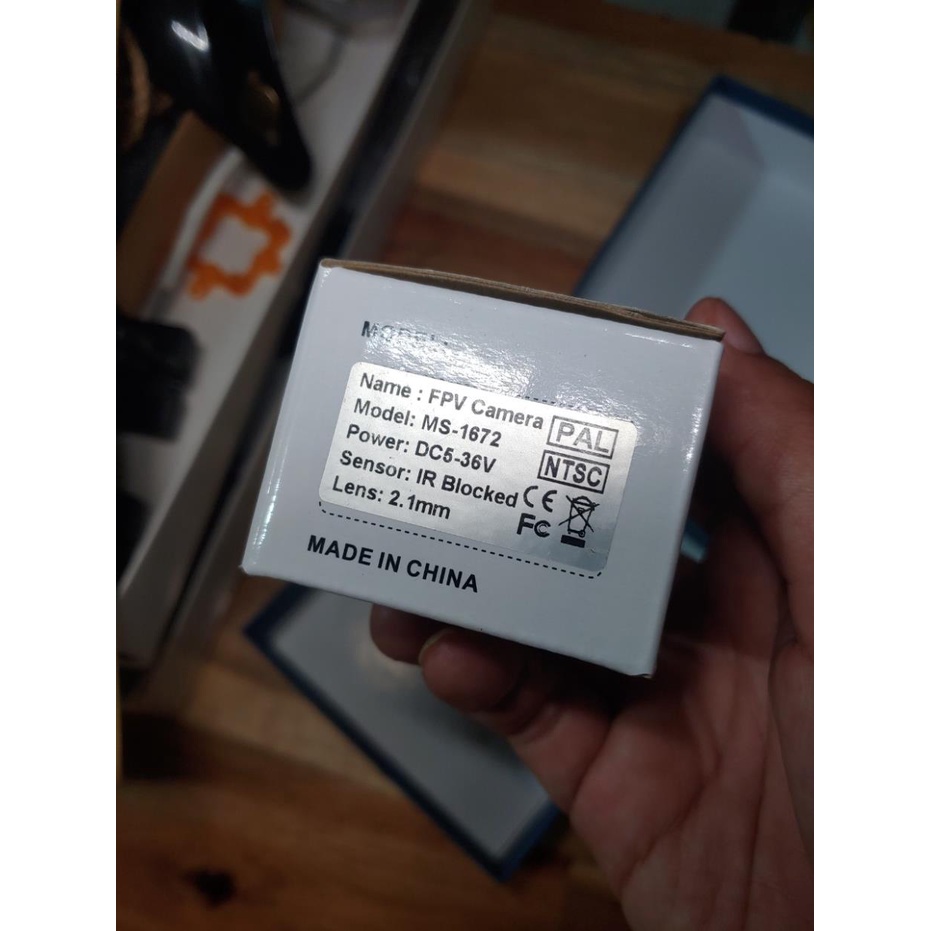 MODEL:
Name : FPV Camera
Model: MS-1672
Power: DC5-36V
Sensor: IR Blocked
Lens: 2.1mm
PAL
NTSC
CE
FC
MADE IN CHINA